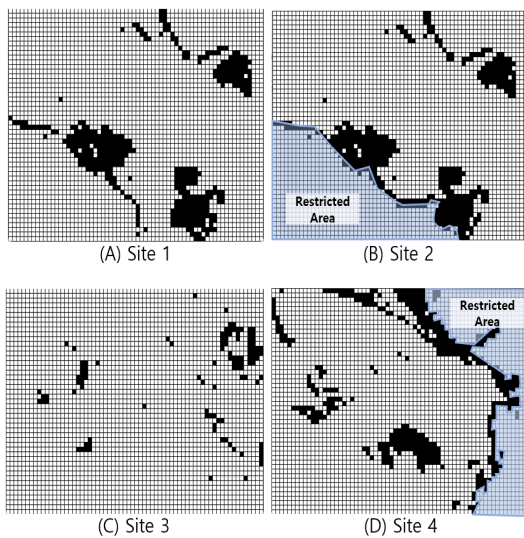 (A) Site 1
Restricted
Area
(B) Site 2
(C) Site 3
Restricted
Area
(D) Site 4